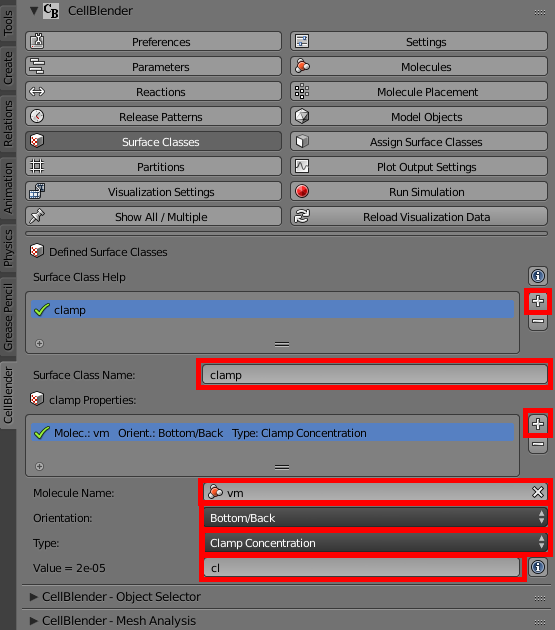 CellBlender
Preferences
Settings
Parameters
Molecules
Reactions
Molecule Placement
Release Patterns
Model Objects
Surface Classes
Assign Surface Classes
Partitions
Plot Output Settings
Visualization Settings
Run Simulation
Show All / Multiple
Reload Visualization Data
Defined Surface Classes
Surface Class Help
clamp
Surface Class Name:
clamp
clamp Properties:
Molec.: vm Orient.: Bottom/Back Type: Clamp Concentration
Molecule Name:
vm
Orientation:
Bottom/Back
Type:
Clamp Concentration
Value = 2e-05
cl
CellBlender - Object Selector
CellBlender - Mesh Analysis
Tools
Create
Relations
Animation
Physics
Grease Pencil
CellBlender